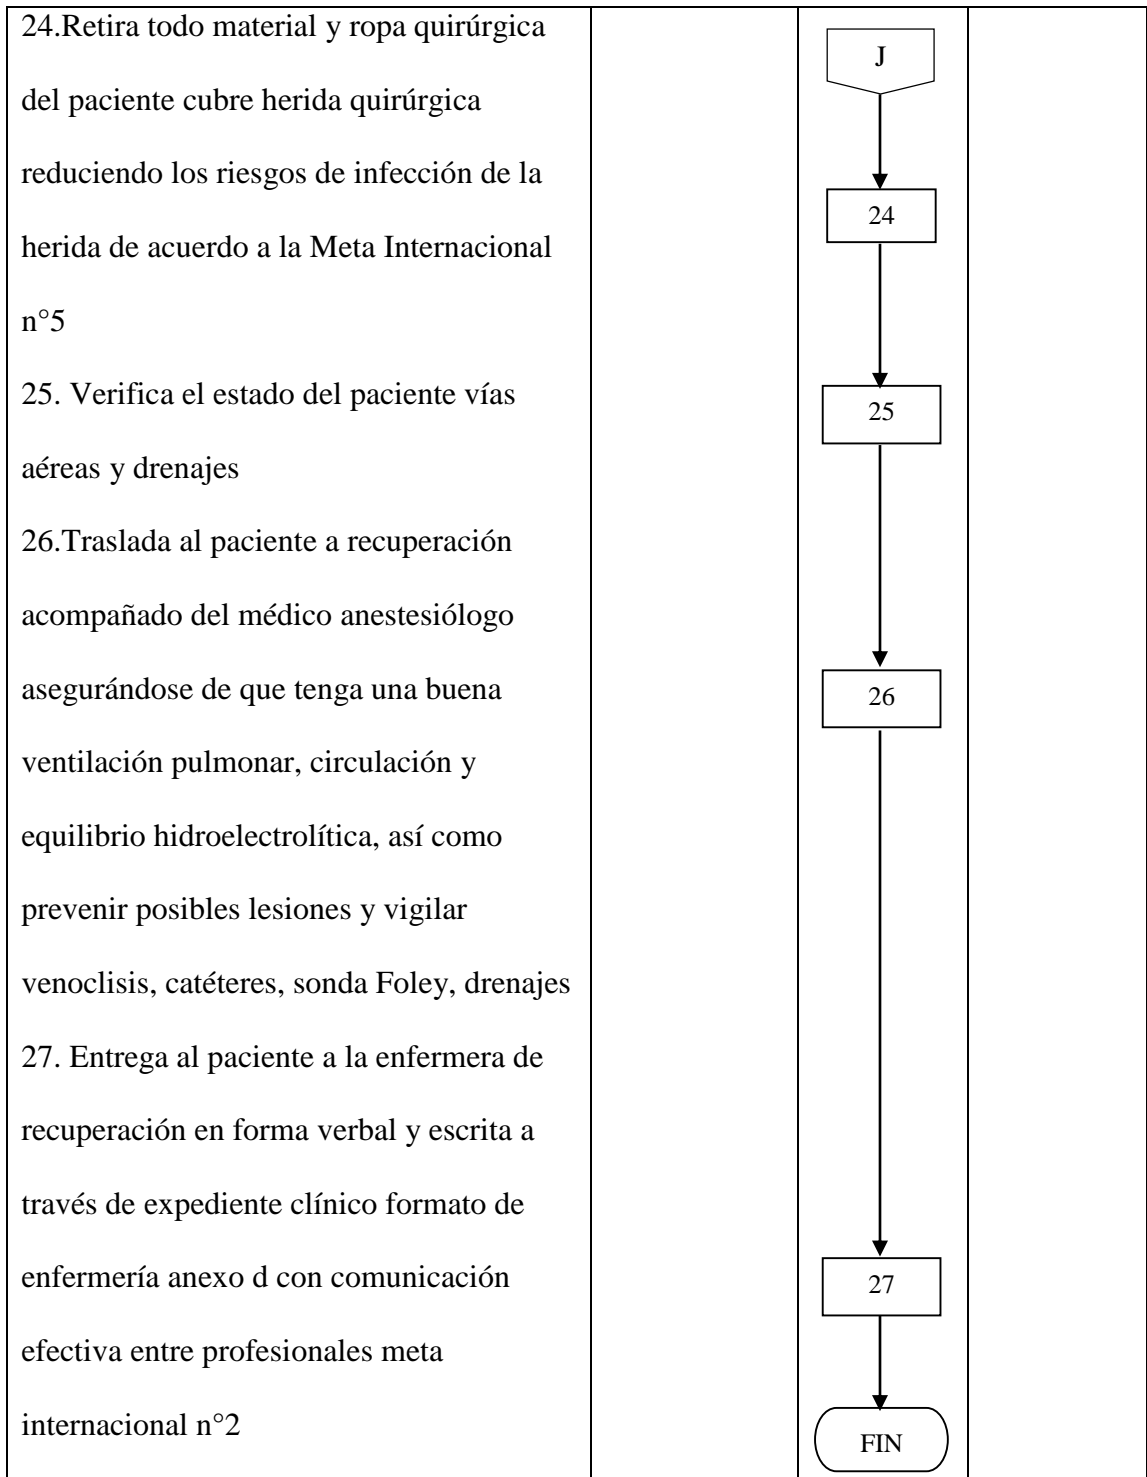 24.Retira todo material y ropa quirúrgica
del paciente cubre herida quirúrgica
reduciendo los riesgos de infección de la
herida de acuerdo a la Meta Internacional
n°5
25. Verifica el estado del paciente vías
aéreas y drenajes
26.Traslada al paciente a recuperación
acompañado del médico anestesiólogo
asegurándose de que tenga una buena
ventilación pulmonar, circulación y
equilibrio hidroelectrolítica, así como
prevenir posibles lesiones y vigilar
venoclisis, catéteres, sonda Foley, drenajes
27. Entrega al paciente a la enfermera de
recuperación en forma verbal y escrita a
través de expediente clínico formato de
enfermería anexo d con comunicación
efectiva entre profesionales meta
internacional n°2
J
24
25
26
27
FIN